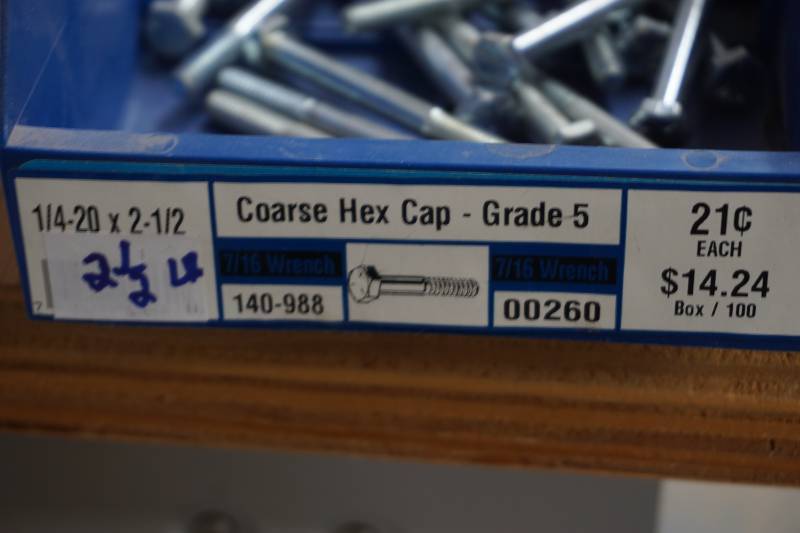 1/4-20 x 2-1/2
2 1/2
Coarse Hex Cap - Grade 5
7/16 Wrench
140-988
7/16 Wrench
00260
21¢
EACH
$14.24
Box / 100